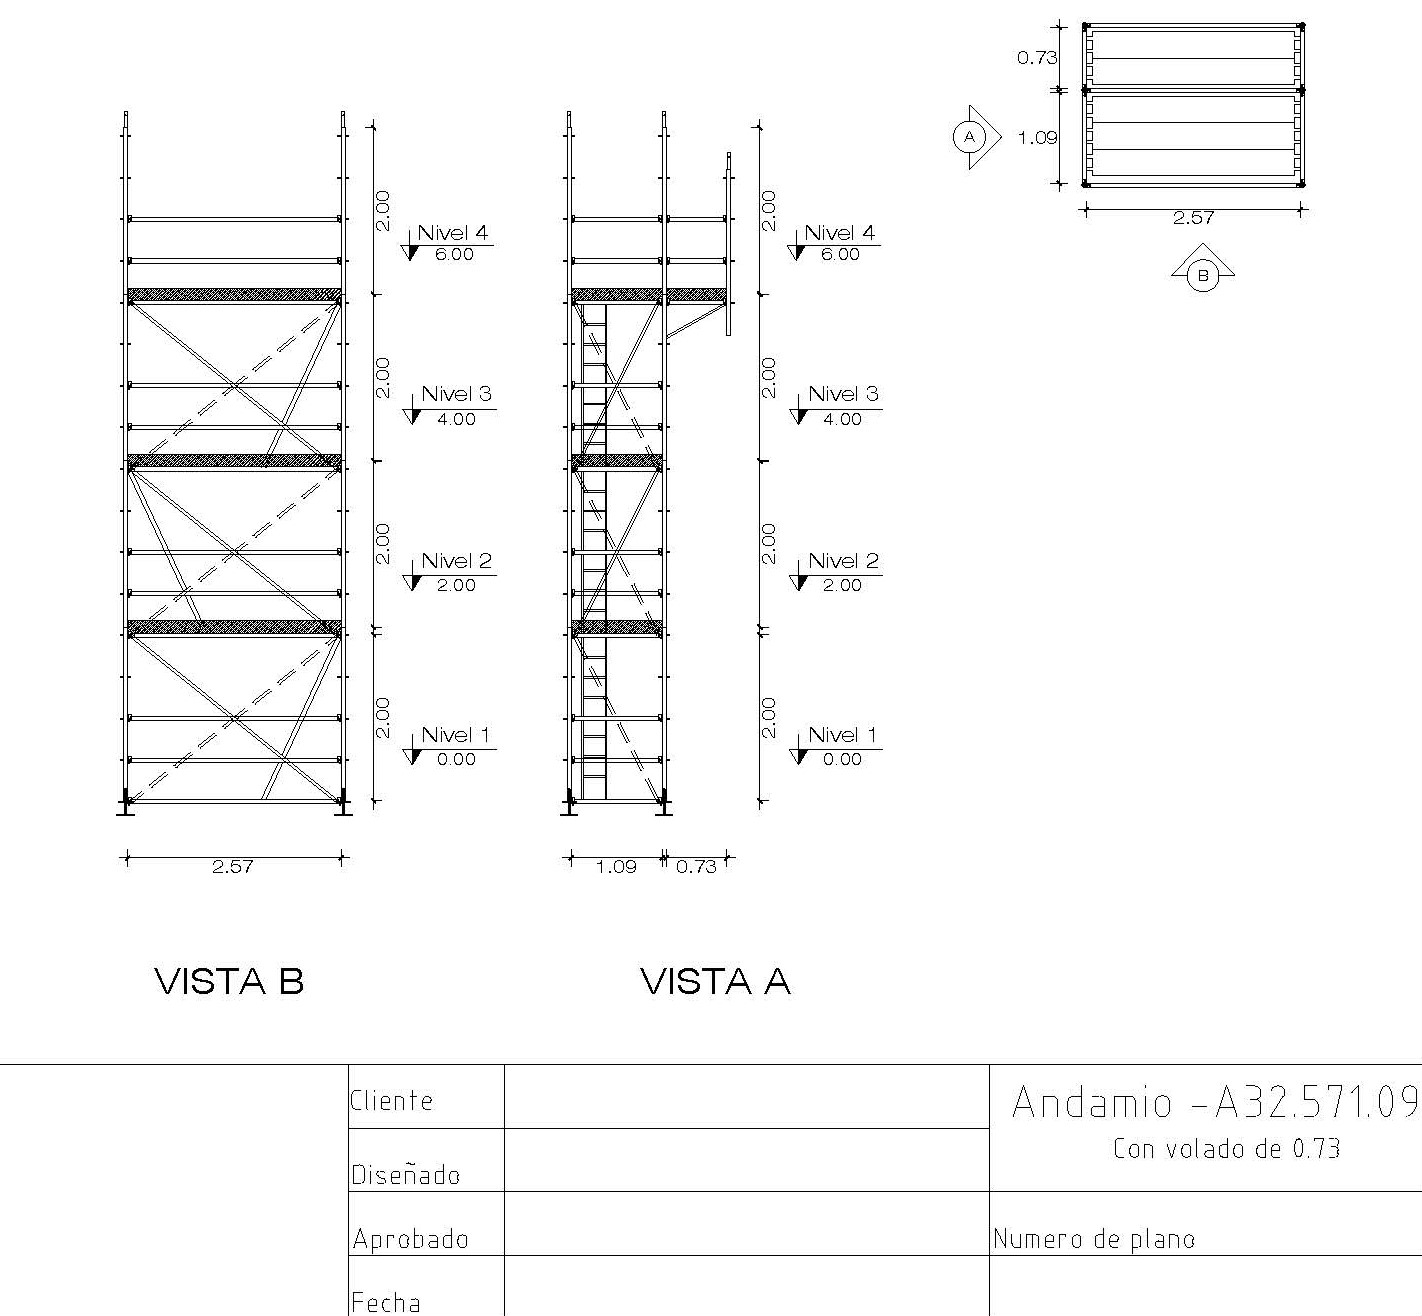 0.73
1.09
A
2.57
B
2.00
Nivel 4
6.00
2.00
Nivel 3
4.00
2.00
Nivel 2
2.00
2.00
Nivel 1
0.00
2.57
VISTA B
2.00
Nivel 4
6.00
2.00
Nivel 3
4.00
2.00
Nivel 2
2.00
2.00
Nivel 1
0.00
1.09 0.73
VISTA A
Cliente
Diseñado
Aprobado
Fecha
Andamio -A32.571.09
Con volado de 0.73
Numero de plano